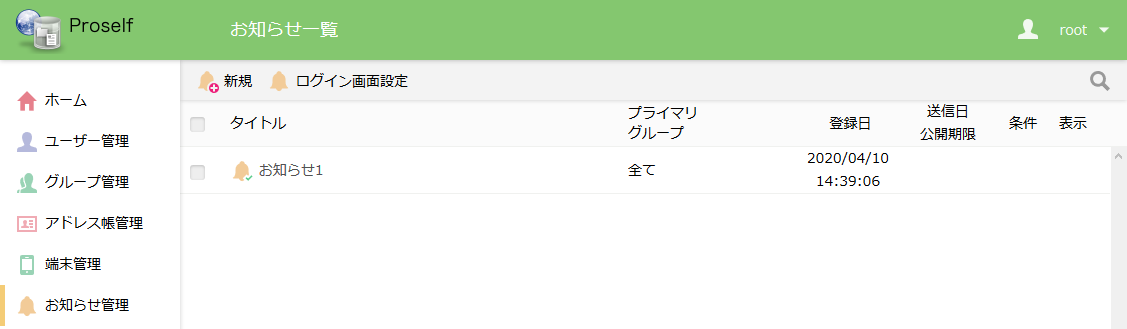 Proself
お知らせ一覧
root
新規
ログイン画面設定
ホーム
ユーザー管理
グループ管理
アドレス帳管理
端末管理
お知らせ管理
タイトル
プライマリ
グループ
登録日
送信日
公開期限
条件
表示
お知らせ1
全て
2020/04/10
14:39:06